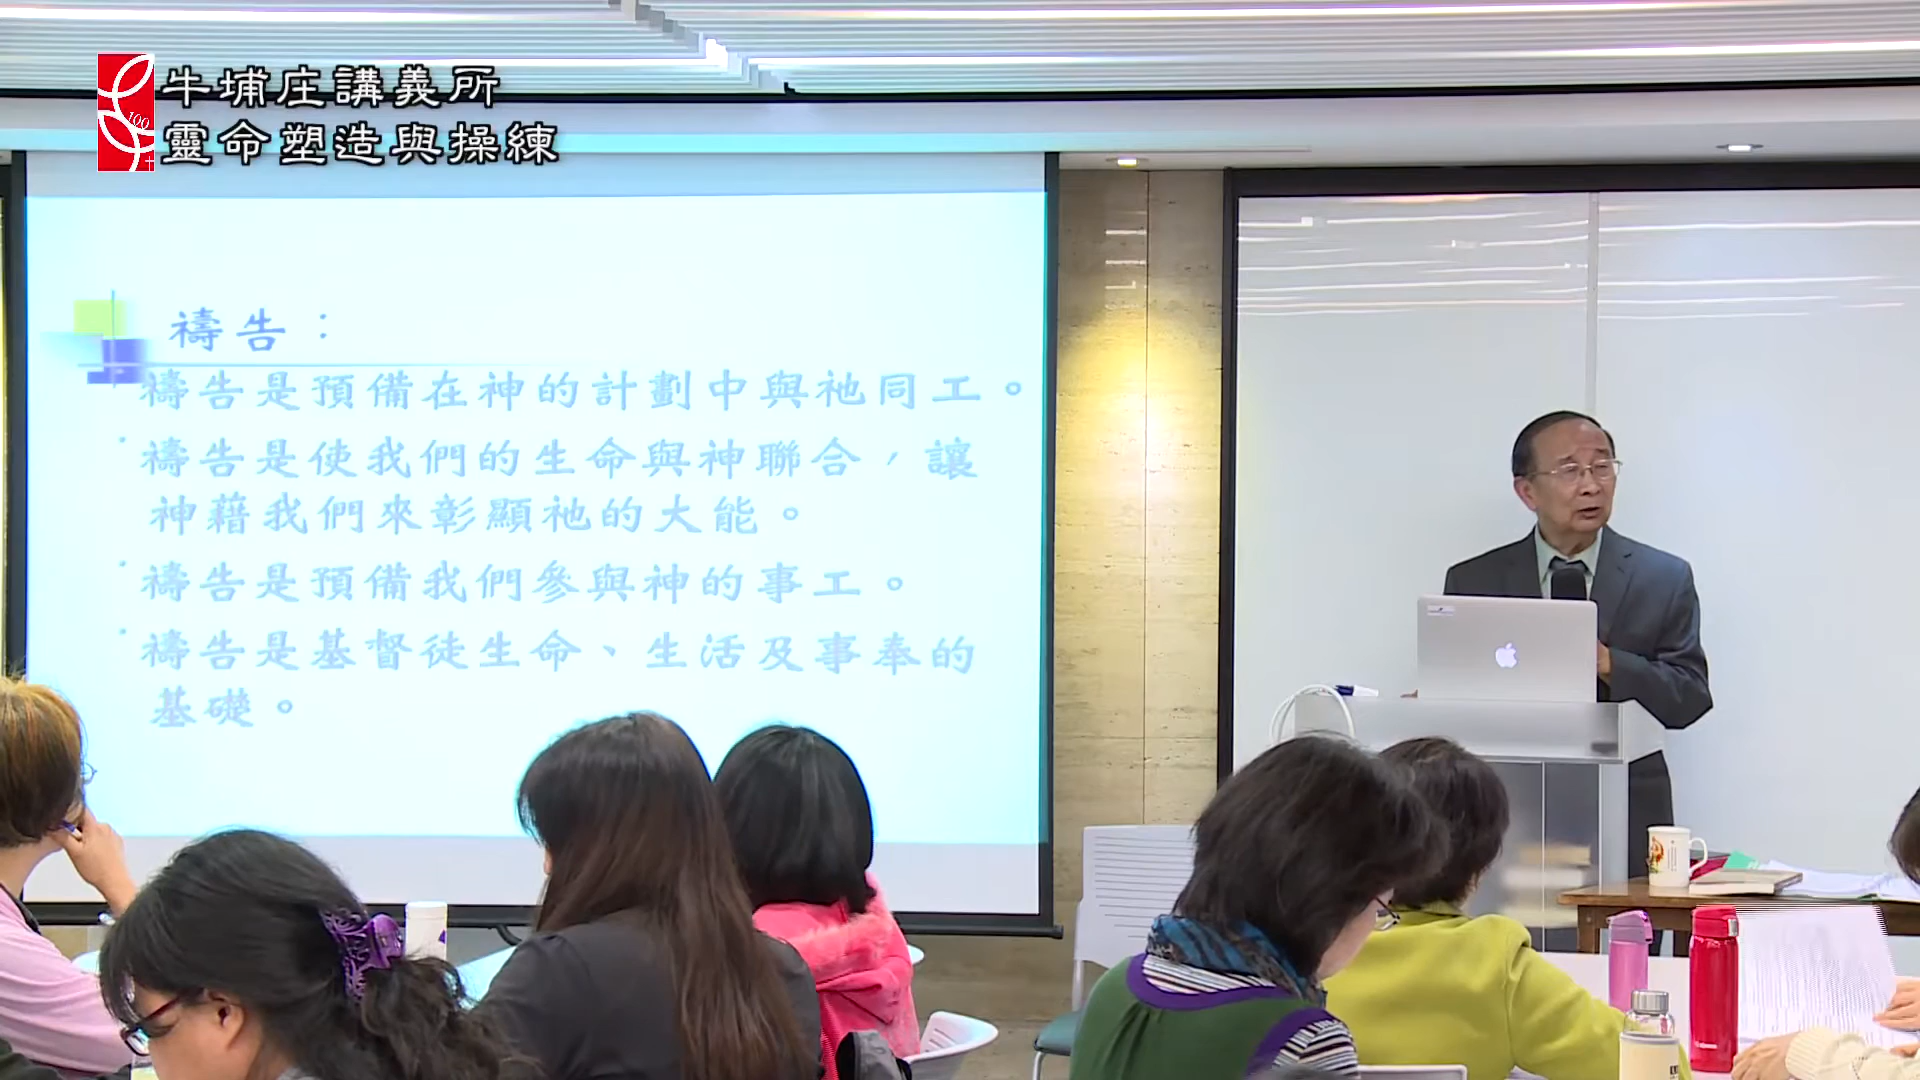 牛埔庄講義所
靈命塑造與操練
100
禱告：
禱告是預備在神的計劃中與祂同工。
禱告是使我們的生命與神聯合，讓
神藉我們來彰顯祂的大能。
禱告是預備我們參與神的事工。
禱告是基督徒生命、生活及事奉的
基礎。